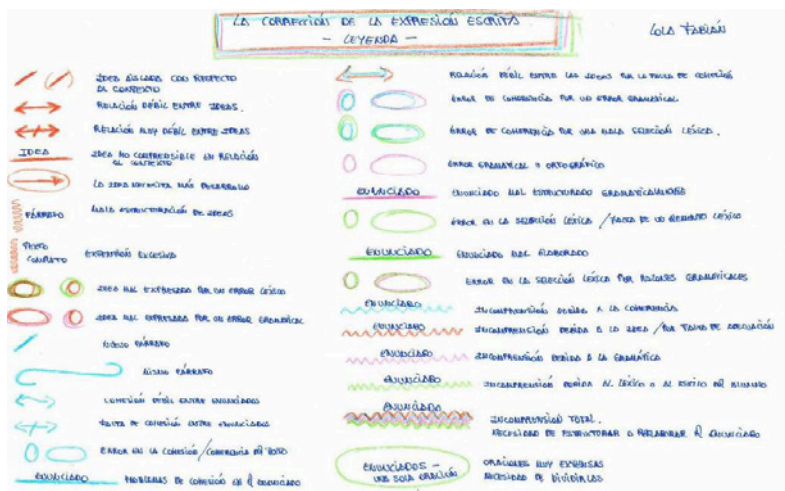 LA CORRECCIÓN DE LA EXPRESIÓN ESCRITA
- LEYENDA -
LOLA FABIÁN
IDEA AISLADA CON RESPECTO
AL CONTEXTO
RELACIÓN DÉBIL ENTRE IDEAS.
RELACIÓN MUY DÉBIL ENTRE IDEAS
IDEA
IDEA NO COMPRENSIBLE EN RELACIÓN
AL CONTEXTO
LA IDEA NECESITA MÁS DESARROLLO
PÁRRAFO
MALA ESTRUCTURACIÓN DE IDEAS
TEXTO
COMPLETO
EXTENSIÓN EXCESIVA
IDEA MAL EXPRESADA POR UN ERROR LÉXICO
IDEA MAL EXPRESADA POR UN ERROR GRAMATICAL
NUEVO PÁRRAFO
MISMO PÁRRAFO
COHESIÓN DÉBIL ENTRE ENUNCIADOS
FALTA DE COHESIÓN ENTRE ENUNCIADOS
ERROR EN LA COHESIÓN / COHERENCIA DEL TEXTO
ENUNCIADO
PROBLEMAS DE COHESIÓN EN EL ENUNCIADO
RELACIÓN DÉBIL ENTRE LAS IDEAS POR LA FALTA DE COHESIÓN
ERROR DE COHERENCIA POR UN ERROR GRAMATICAL
ERROR DE COHERENCIA POR UNA MALA SELECCIÓN LÉXICA.
ERROR GRAMATICAL U ORTOGRÁFICO
ENUNCIADO
ENUNCIADO MAL ESTRUCTURADO GRAMATICALMENTE
ERROR EN LA SELECCIÓN LÉXICA / FALTA DE UN ELEMENTO LÉXICO
ENUNCIADO
ENUNCIADO MAL ELABORADO
ERROR EN LA SELECCIÓN LÉXICA POR RAZONES GRAMATICALES
ENUNCIADO
INCOMPRENSIÓN DEBIDA A LA COHERENCIA
ENUNCIADO
INCOMPRENSIÓN DEBIDA A LA IDEA / POR FALTA DE ADECUACIÓN
ENUNCIADO
INCOMPRENSIÓN DEBIDA A LA GRAMÁTICA
ENUNCIADO
INCOMPRENSIÓN DEBIDA AL LÉXICO O AL ESTILO DEL ALUMNO
ENUNCIADO
INCOMPRENSIÓN TOTAL.
NECESIDAD DE ESTRUCTURAR O REELABORAR EL ENUNCIADO
ENUNCIADOS -
UNA SOLA ORACIÓN
ORACIONES MUY EXTENSAS
NECESIDAD DE DIVIDIRLAS